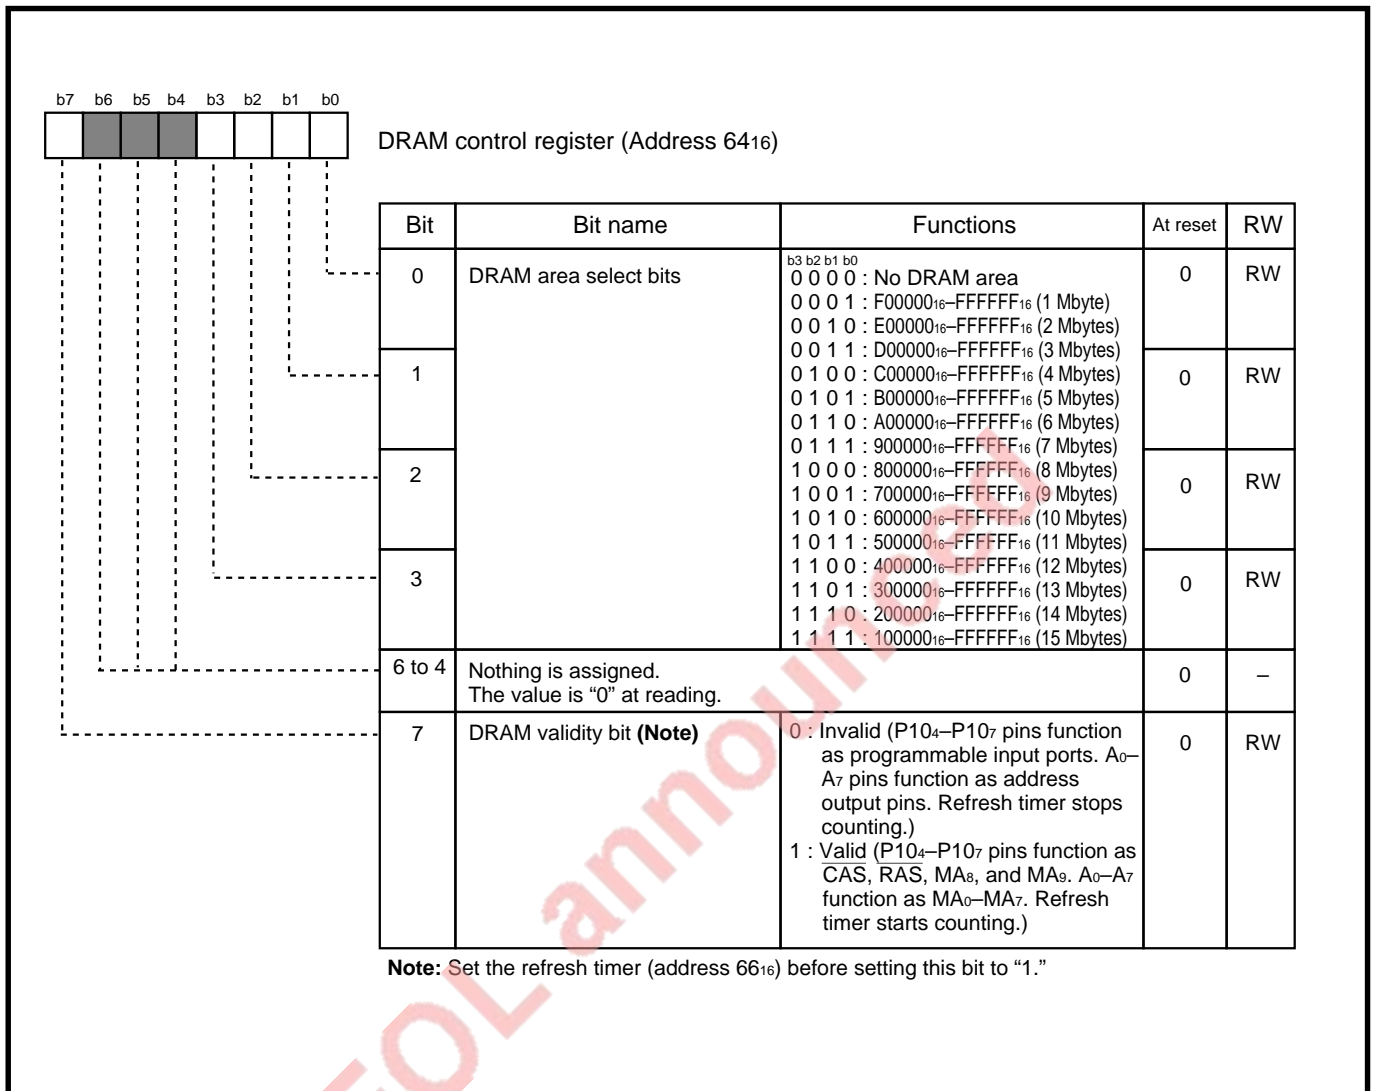 b7 b6 b5 b4 b3 b2 b1 b0
DRAM control register (Address 6416)
Bit Bit name Functions At reset RW
0 DRAM area select bits 0 RW
b3 b2 b1 b0
0 0 0 0 : No DRAM area
0 0 0 1 : F0000016–FFFFFF16 (1 Mbyte)
0 0 1 0 : E0000016–FFFFFF16 (2 Mbytes)
0 0 1 1 : D0000016–FFFFFF16 (3 Mbytes)
1 0 RW
0 1 0 0 : C0000016–FFFFFF16 (4 Mbytes)
0 1 0 1 : B0000016–FFFFFF16 (5 Mbytes)
0 1 1 0 : A0000016–FFFFFF16 (6 Mbytes)
0 1 1 1 : 90000016–FFFFFF16 (7 Mbytes)
2 0 RW
1 0 0 0 : 80000016–FFFFFF16 (8 Mbytes)
1 0 0 1 : 70000016–FFFFFF16 (9 Mbytes)
1 0 1 0 : 60000016–FFFFFF16 (10 Mbytes)
1 0 1 1 : 50000016–FFFFFF16 (11 Mbytes)
3 0 RW
1 1 0 0 : 40000016–FFFFFF16 (12 Mbytes)
1 1 0 1 : 30000016–FFFFFF16 (13 Mbytes)
1 1 1 0 : 20000016–FFFFFF16 (14 Mbytes)
1 1 1 1 : 10000016–FFFFFF16 (15 Mbytes)
6 to 4 Nothing is assigned. 0 –
The value is “0” at reading.
7 DRAM validity bit (Note) 0 RW
0 : Invalid (P104–P107 pins function
as programmable input ports. A0–
A7 pins function as address
output pins. Refresh timer stops
counting.)
1 : Valid (P104–P107 pins function as
CAS, RAS, MA8, and MA9. A0–A7
function as MA0–MA7. Refresh
timer starts counting.)
Note: Set the refresh timer (address 6616) before setting this bit to “1.”
EOL announced